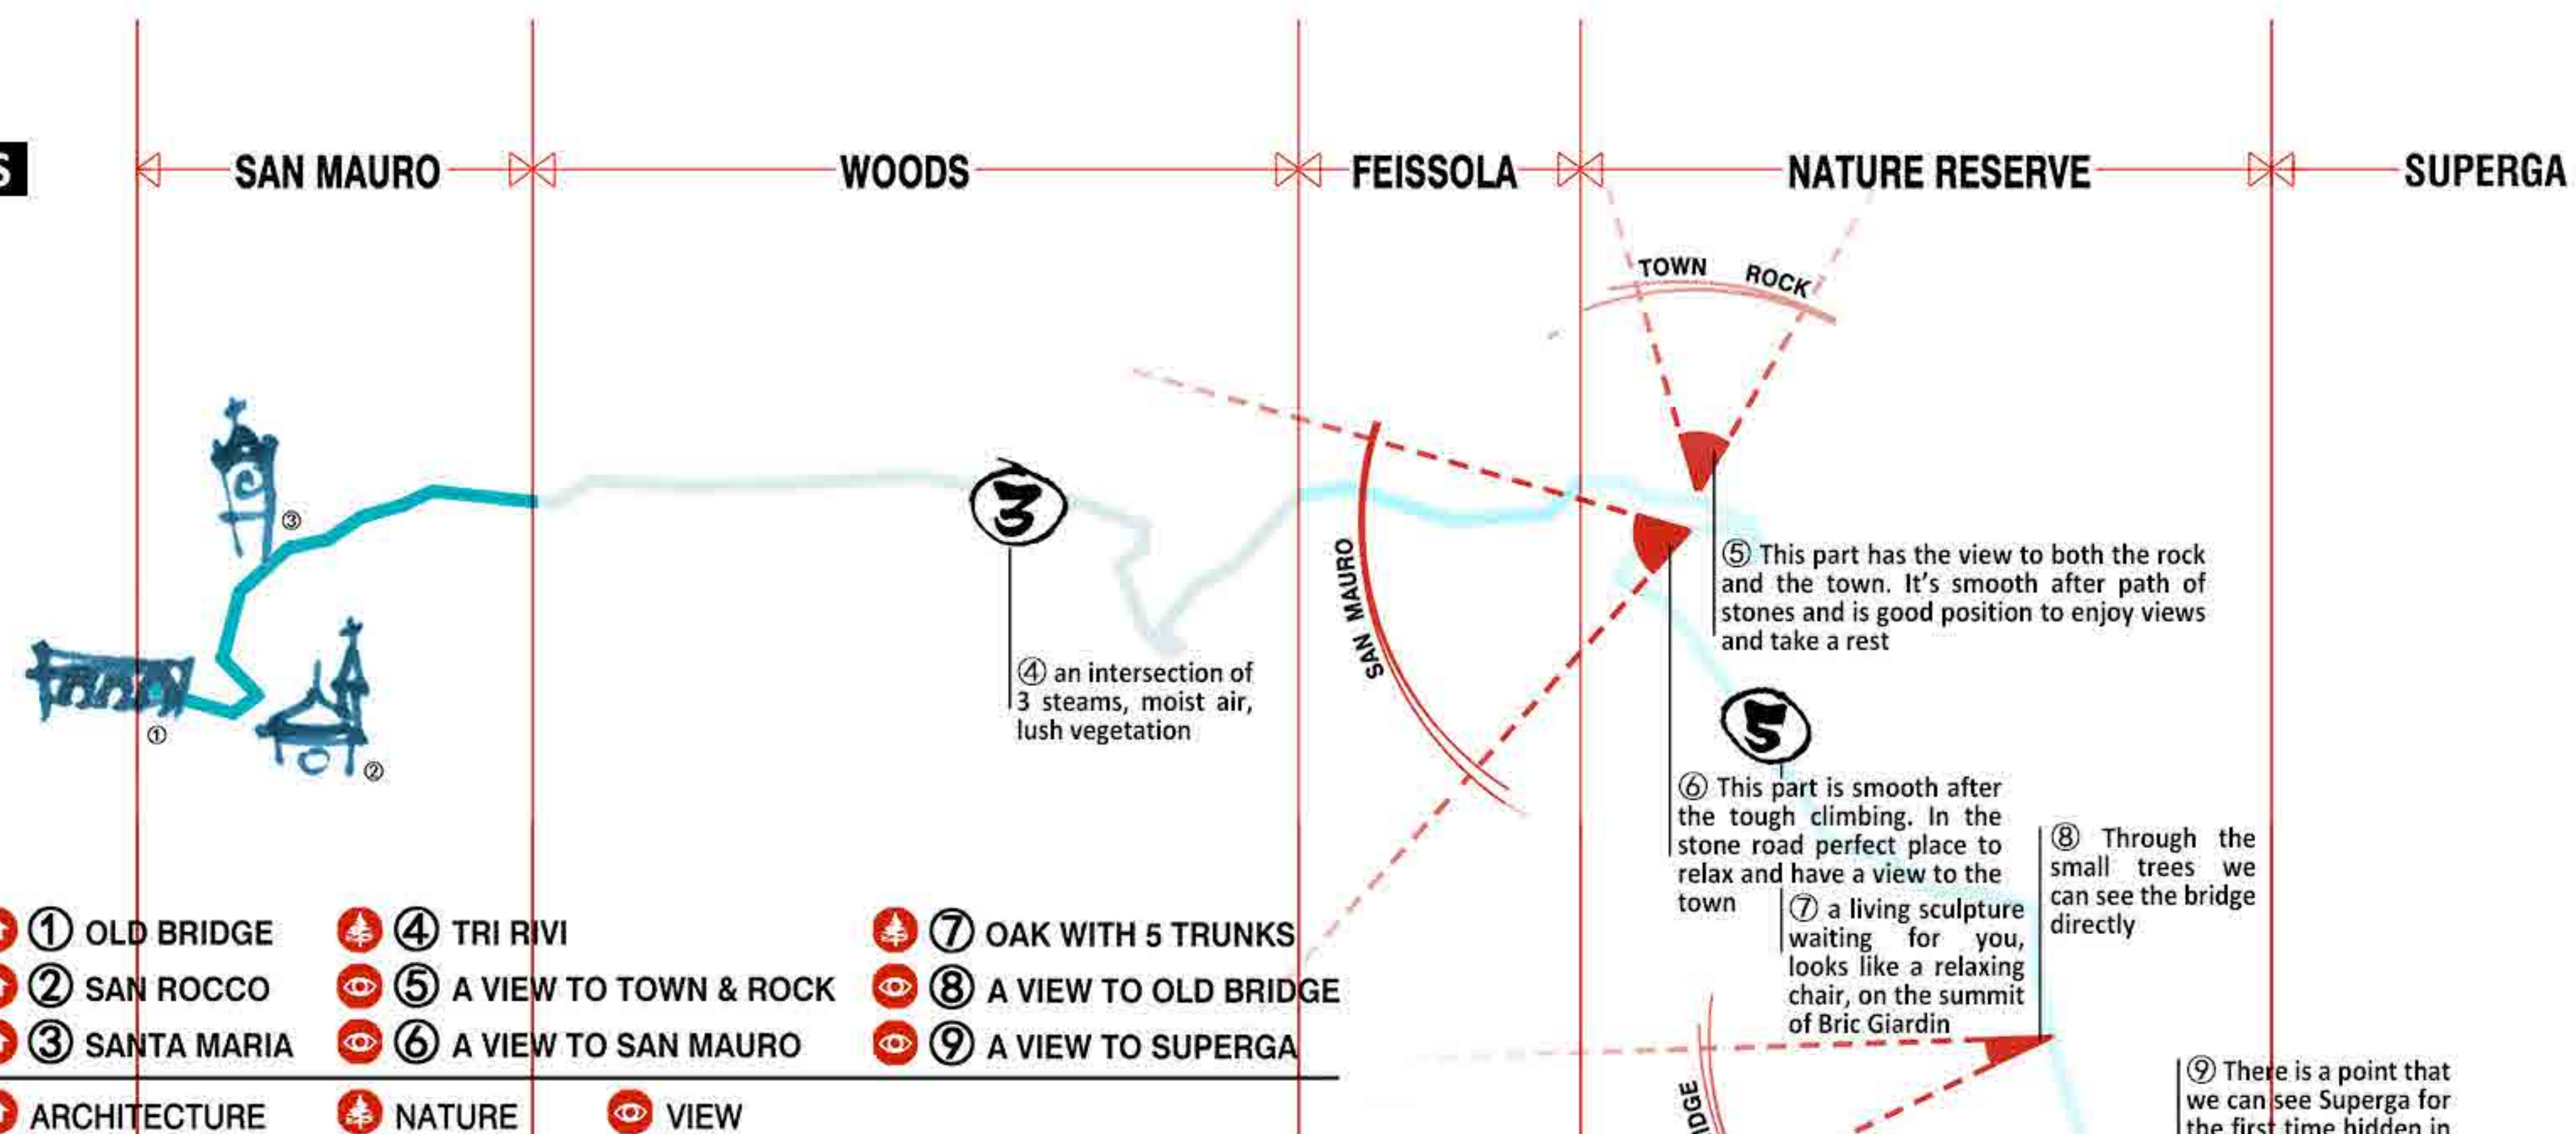 S
SAN MAURO
WOODS
FEISSOLA
NATURE RESERVE
SUPERGA
TOWN ROCK
SAN MAURO
③
①
②
3
④ an intersection of
3 steams, moist air,
lush vegetation
⑤ This part has the view to both the rock
and the town. It's smooth after path of
stones and is good position to enjoy views
and take a rest
5
⑥ This part is smooth after
the tough climbing. In the
stone road perfect place to
relax and have a view to the
town
⑦ a living sculpture
waiting for you,
looks like a relaxing
chair, on the summit
of Bric Giardin
⑧ Through the
small trees we
can see the bridge
directly
⑨ There is a point that
we can see Superga for
the first time hidden in
IDGE
① OLD BRIDGE
② SAN ROCCO
③ SANTA MARIA
④ TRI RIVI
⑤ A VIEW TO TOWN & ROCK
⑥ A VIEW TO SAN MAURO
⑦ OAK WITH 5 TRUNKS
⑧ A VIEW TO OLD BRIDGE
⑨ A VIEW TO SUPERGA
ARCHITECTURE
NATURE
VIEW